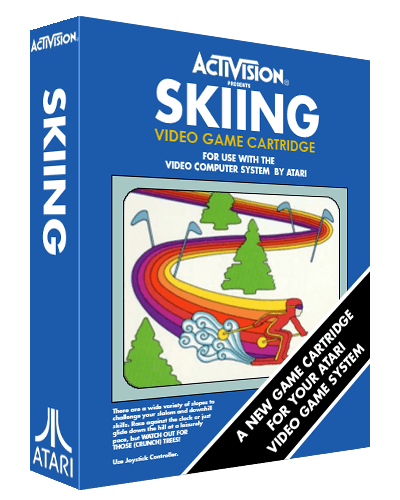 ACTIVISION®
SKIING
ATARI
ACTIVISION®
PRESENTS
SKIING
VIDEO GAME CARTRIDGE
FOR USE WITH THE
VIDEO COMPUTER SYSTEM BY ATARI
There are a wide variety of slopes to
challenge your slalom and downhill
skills. Race against the clock or just
glide down the hill at a leisurely
pace, but WATCH OUT FOR
THOSE (CRUNCH) TREES!
Use Joystick Controller.
A NEW GAME CARTRIDGE
FOR YOUR ATARI
VIDEO GAME SYSTEM